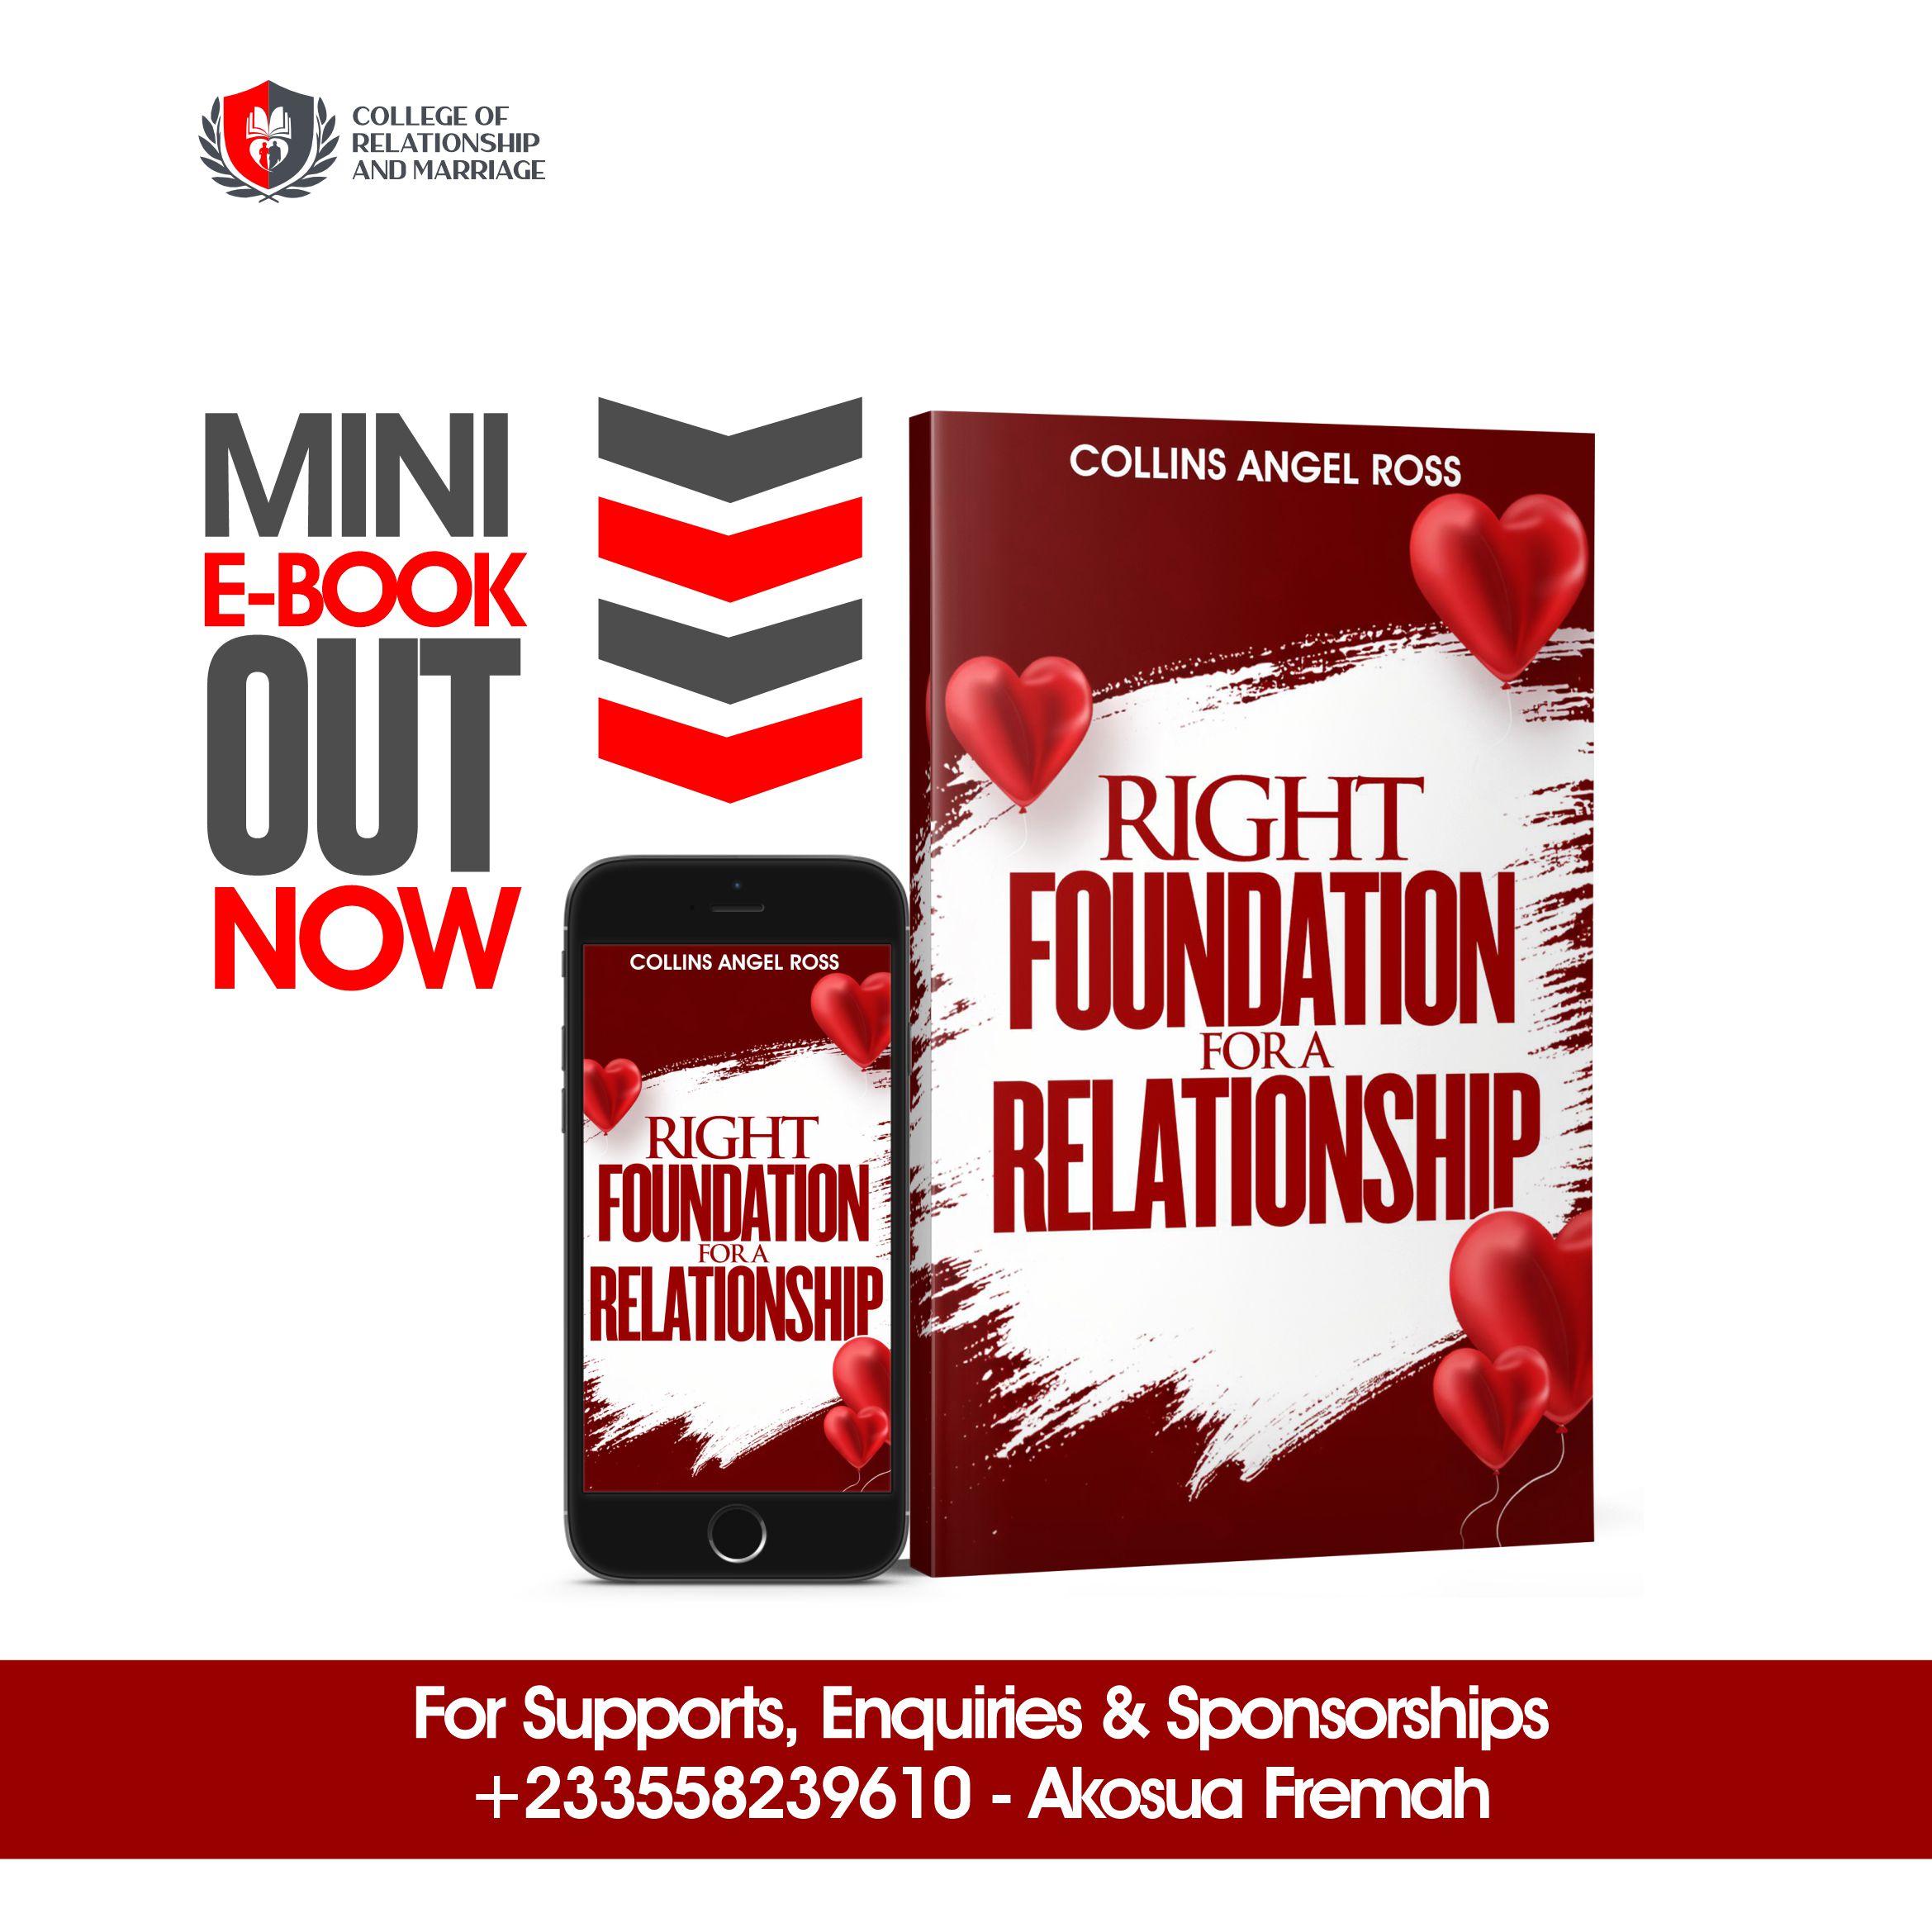 COLLEGE OF
RELATIONSHIP
AND MARRIAGE
MINI
E-BOOK
OUT
NOW
COLLINS ANGEL ROSS
RIGHT
FOUNDATION
FOR A
RELATIONSHIP
COLLINS ANGEL ROSS
RIGHT
FOUNDATION
FOR A
RELATIONSHIP
For Supports, Enquiries & Sponsorships
+233558239610 - Akosua Fremah